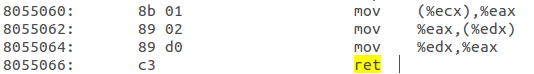 8055060: 8b 01 mov (%ecx),%eax
8055062: 89 02 mov %eax,(%edx)
8055064: 89 d0 mov %edx,%eax
8055066: c3 ret